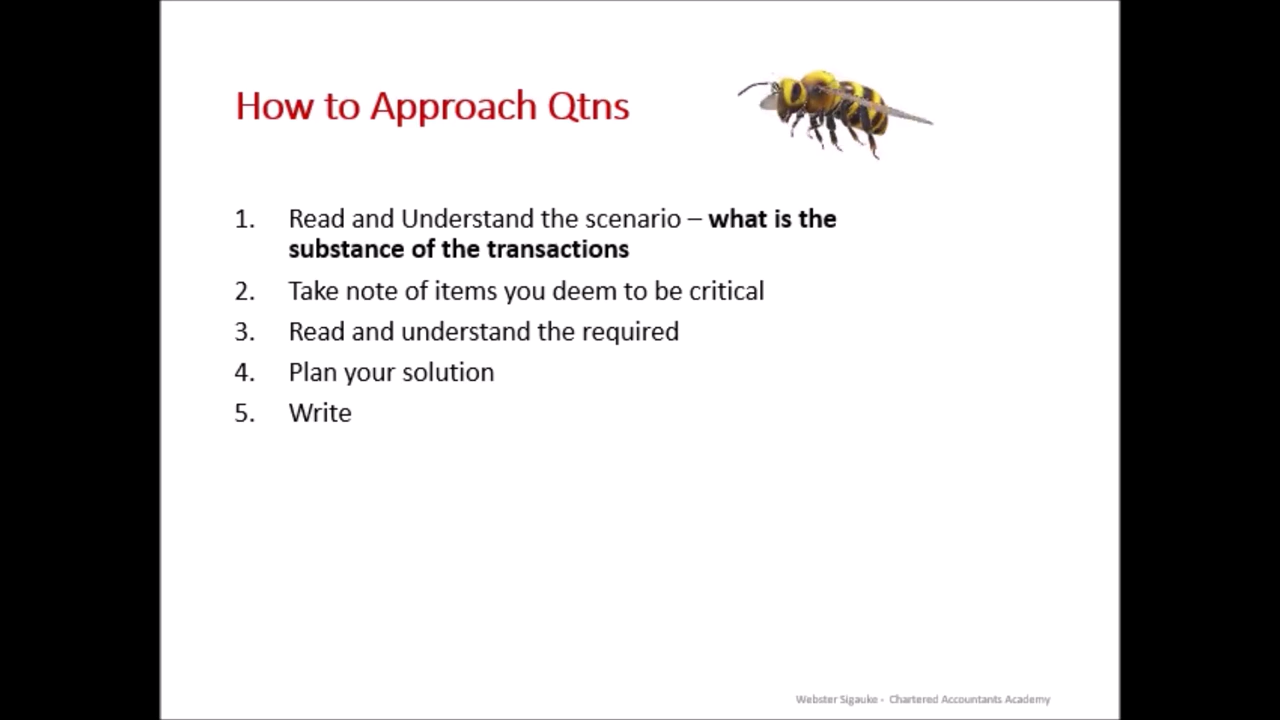 How to Approach Qtns
1. Read and Understand the scenario – what is the
substance of the transactions
2. Take note of items you deem to be critical
3. Read and understand the required
4. Plan your solution
5. Write
Webster Sigauke - Chartered Accountants Academy